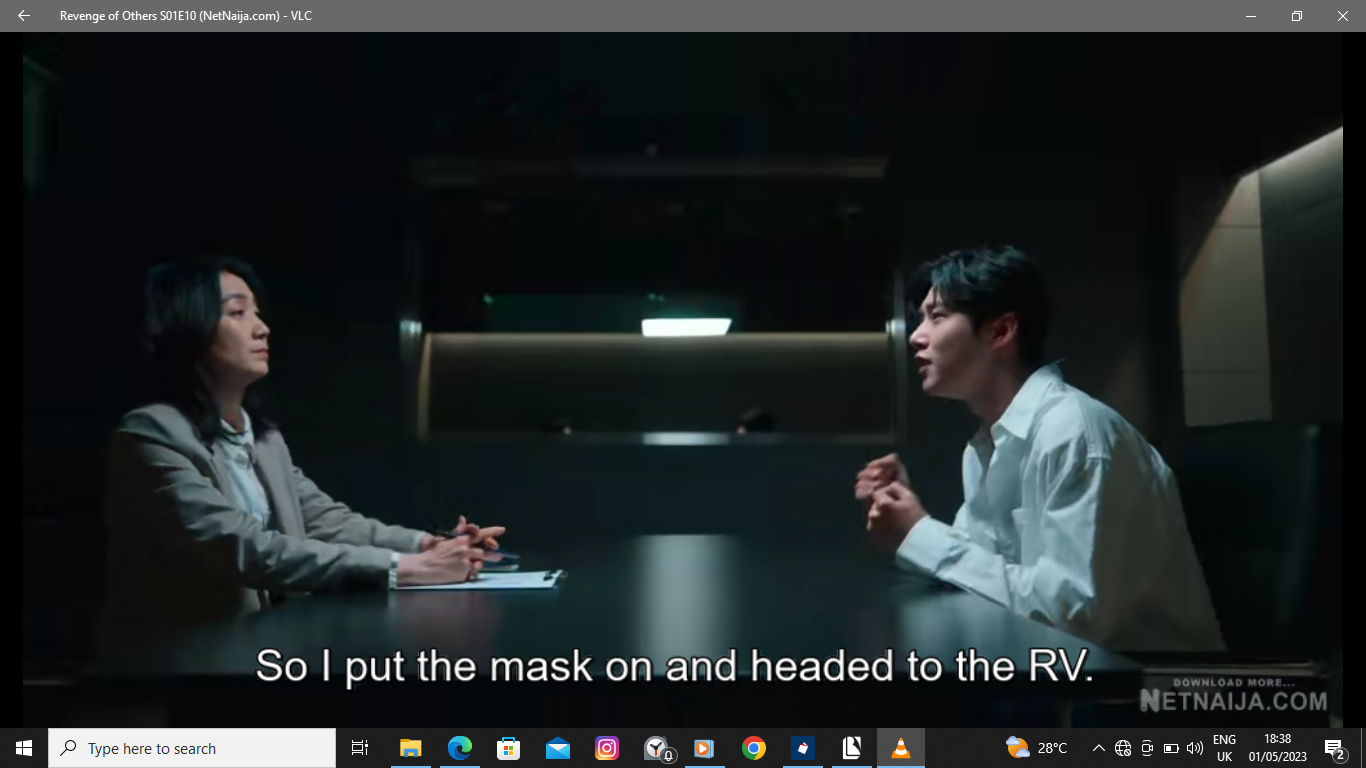 Revenge of Others S01E10 (NetNaija.com) - VLC
So I put the mask on and headed to the RV.
DOWNLOAD MORE...
NETNAIJA.COM
Type here to search
28°C
ENG
UK
18:38
01/05/2023
2